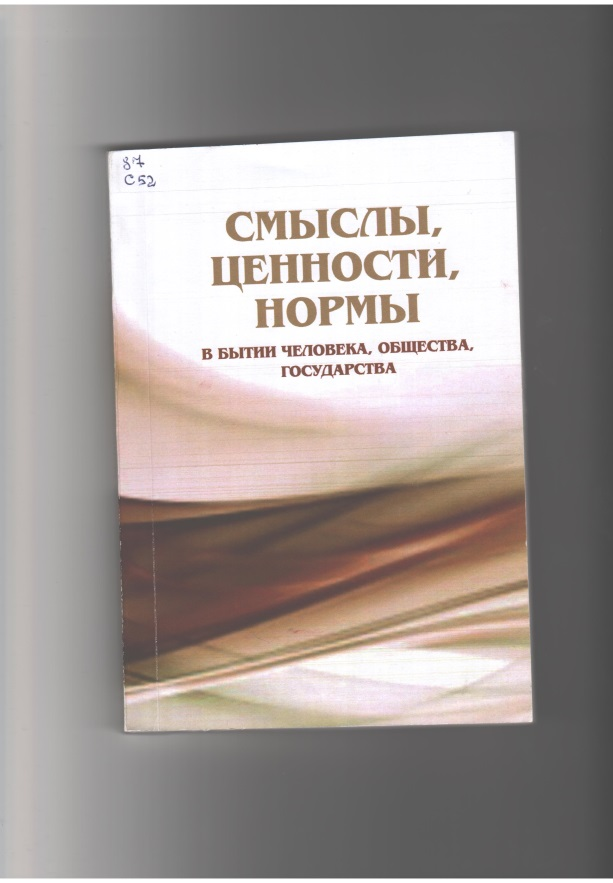 87
С52
СМЫСЛЫ,
ЦЕННОСТИ,
НОРМЫ
В БЫТИИ ЧЕЛОВЕКА, ОБЩЕСТВА,
ГОСУДАРСТВА